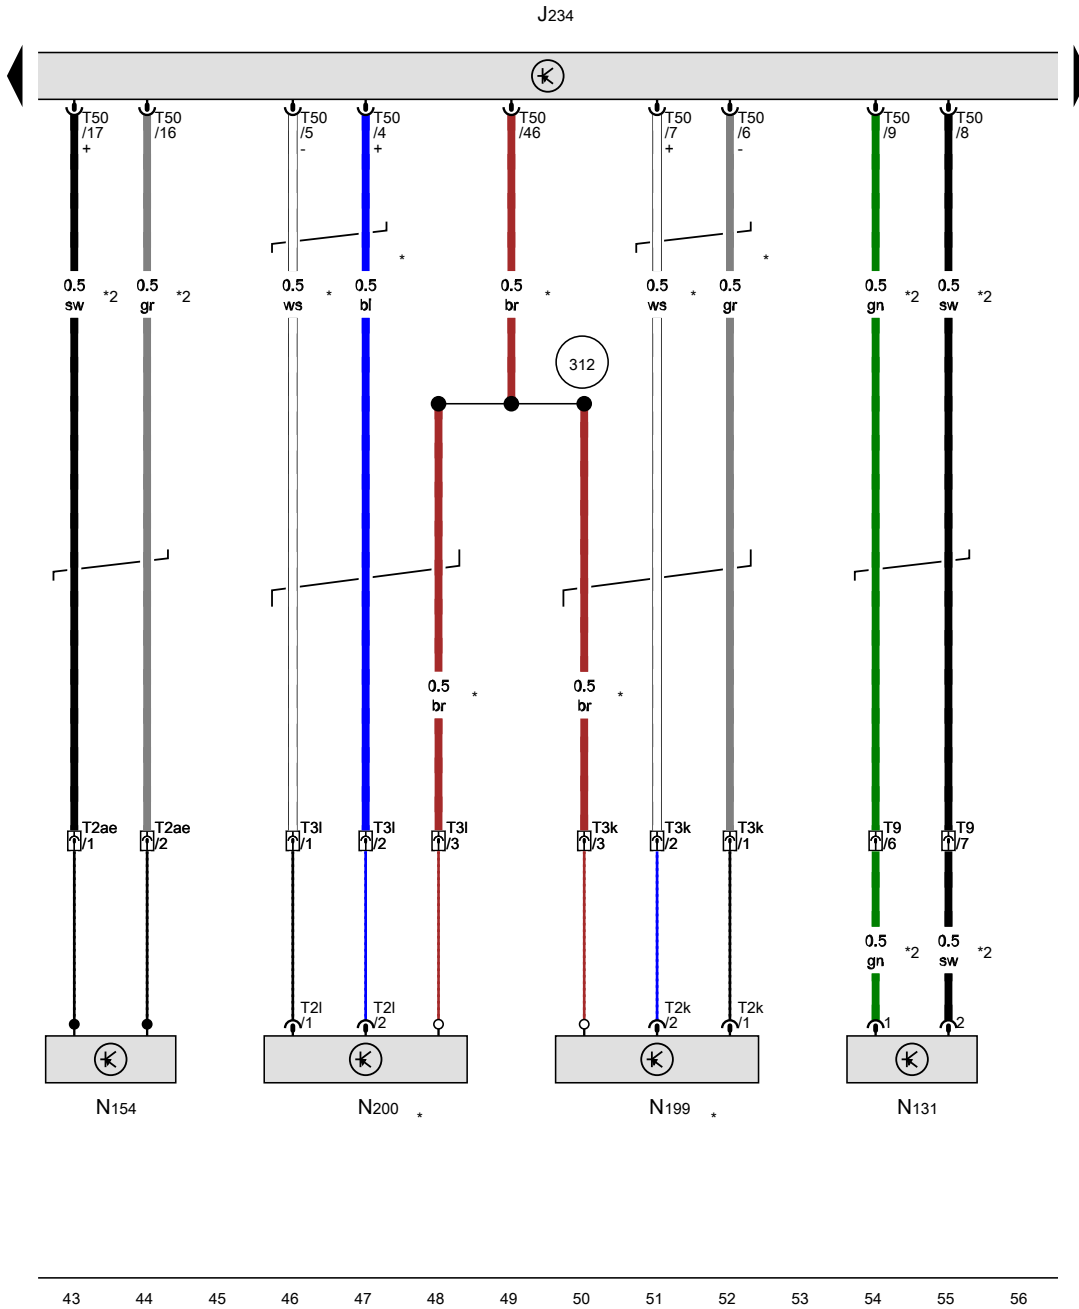 J234
T50 T50 T50 T50 T50 T50 T50 T50 T50
/17 /16 /5 /4 /46 /7 /6 /9 /8
+ - + + -
* *
0.5 0.5 0.5 0.5 0.5 0.5 0.5 0.5 0.5
sw *2 gr *2 ws * bl br * ws * gr gn *2 sw *2
312
0.5 0.5
br * br *
T2ae T2ae T3l T3l T3l T3k T3k T3k T9 T9
/1 /2 /1 /2 /3 /3 /2 /1 /6 /7
0.5 0.5
gn *2 sw *2
T2l T2l T2k T2k
/1 /2 /2 /1 1 2
N154 N200 * N199 * N131
43 44 45 46 47 48 49 50 51 52 53 54 55 56